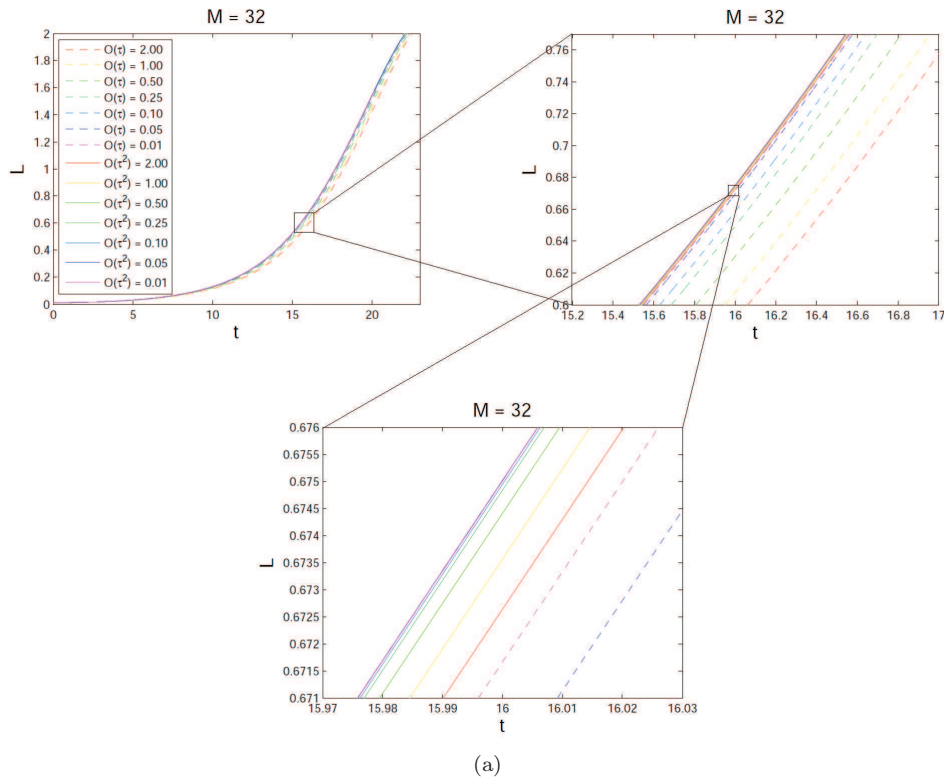 M = 32
L
2
1.8
1.6
1.4
1.2
1
0.8
0.6
0.4
0.2
0
0 5 10 15 20
t
O(τ) = 2.00
O(τ) = 1.00
O(τ) = 0.50
O(τ) = 0.25
O(τ) = 0.10
O(τ) = 0.05
O(τ) = 0.01
O(τ²) = 2.00
O(τ²) = 1.00
O(τ²) = 0.50
O(τ²) = 0.25
O(τ²) = 0.10
O(τ²) = 0.05
O(τ²) = 0.01
M = 32
L
0.76
0.74
0.72
0.7
0.68
0.66
0.64
0.62
0.6
15.2 15.4 15.6 15.8 16 16.2 16.4 16.6 16.8 17
t
M = 32
L
0.676
0.6755
0.675
0.6745
0.674
0.6735
0.673
0.6725
0.672
0.6715
0.671
15.97 15.98 15.99 16 16.01 16.02 16.03
t
(a)